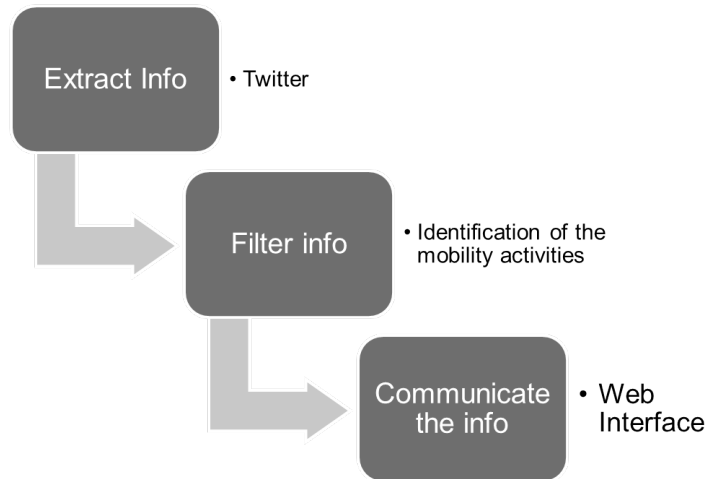 Extract Info
• Twitter
Filter info
• Identification of the
mobility activities
Communicate
the info
• Web
Interface